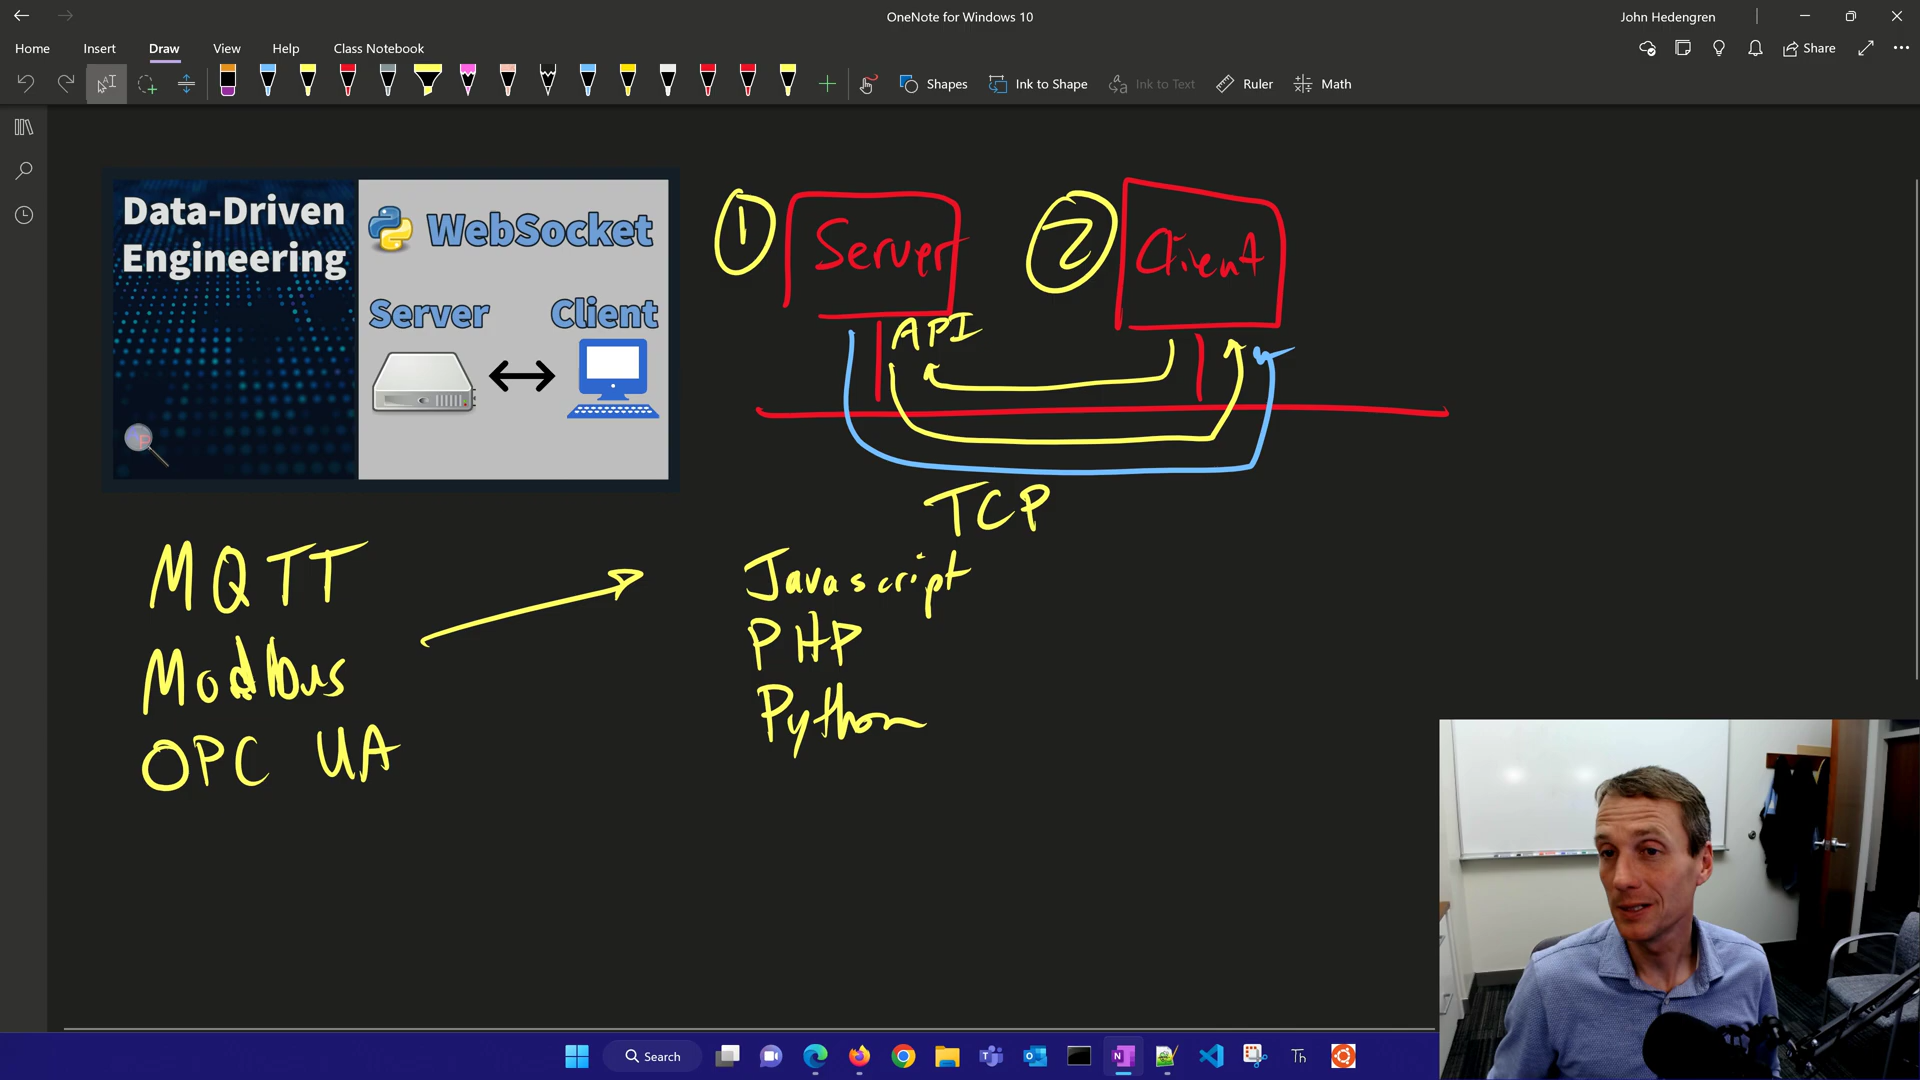 OneNote for Windows 10
John Hedengren
Home
Insert
Draw
View
Help
Class Notebook
Share
Shapes
Ink to Shape
Ink to Text
Ruler
Math
Data-Driven
Engineering
WebSocket
Server
Client
1
Server
2
Client
API
TCP
MQTT
Modbus
OPC UA
Javascript
PHP
Python
Search
Th